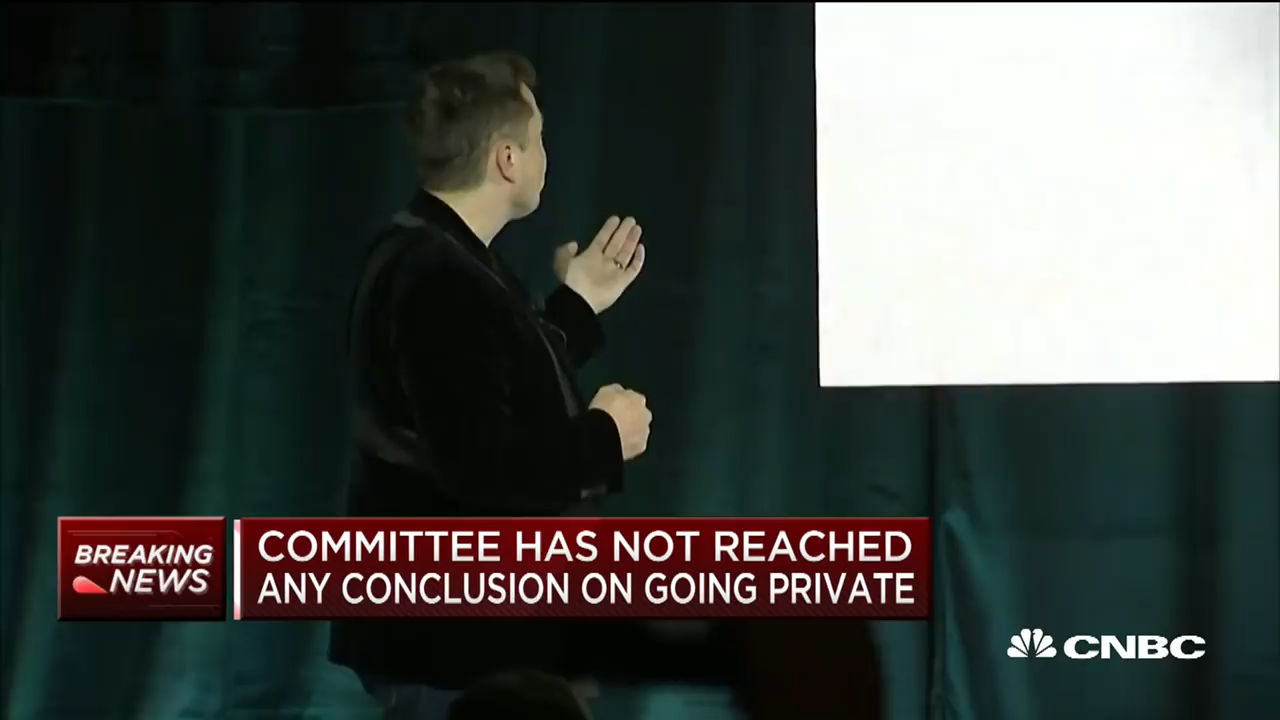 BREAKING
NEWS
COMMITTEE HAS NOT REACHED
ANY CONCLUSION ON GOING PRIVATE
CNBC